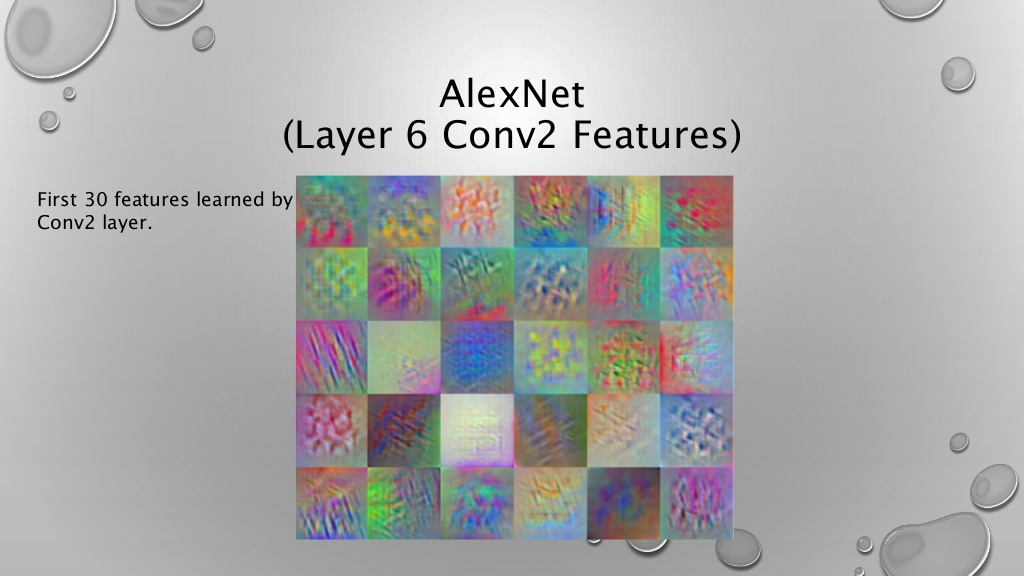 AlexNet
(Layer 6 Conv2 Features)
First 30 features learned by
Conv2 layer.